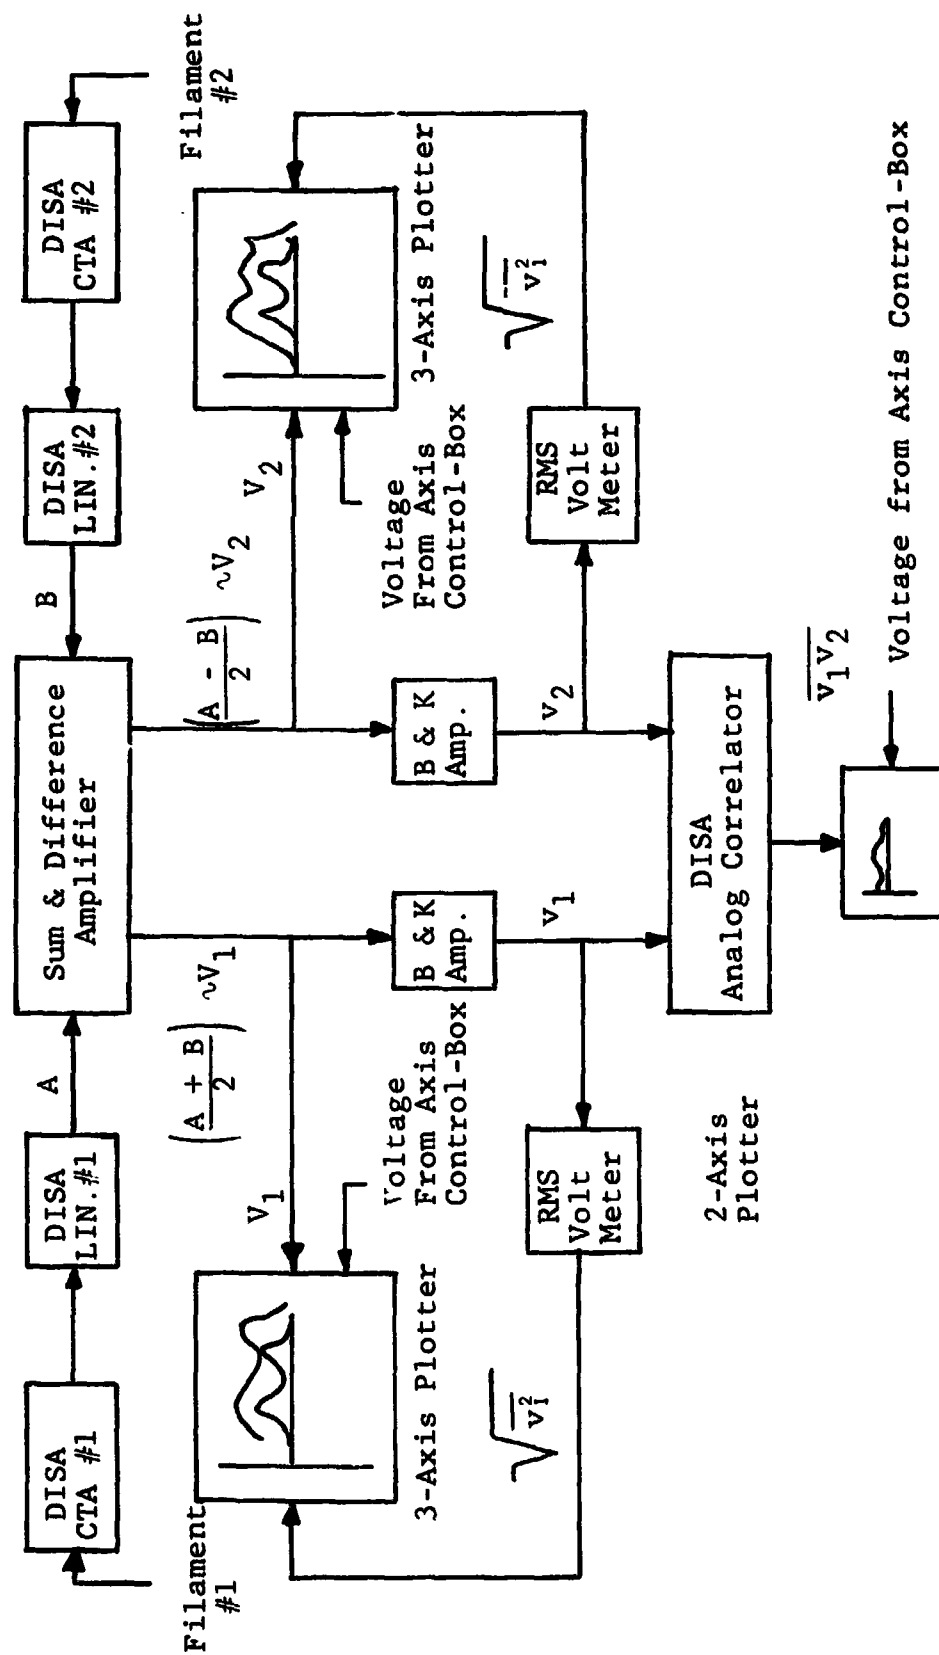 Filament
#1
DISA
CTA #1
DISA
LIN.#1
A
Sum & Difference
Amplifier
B
DISA
LIN.#2
DISA
CTA #2
Filament
#2
(A + B / 2) ~V₁
(A - B / 2) ~V₂
V₁
V₂
3-Axis Plotter
Voltage
From Axis
Control-Box
B & K
Amp.
B & K
Amp.
Voltage
From Axis
Control-Box
3-Axis Plotter
√v₁²
RMS
Volt
Meter
v₁
v₂
RMS
Volt
Meter
√v₁²
2-Axis
Plotter
DISA
Analog Correlator
v₁v₂
Voltage from Axis Control-Box